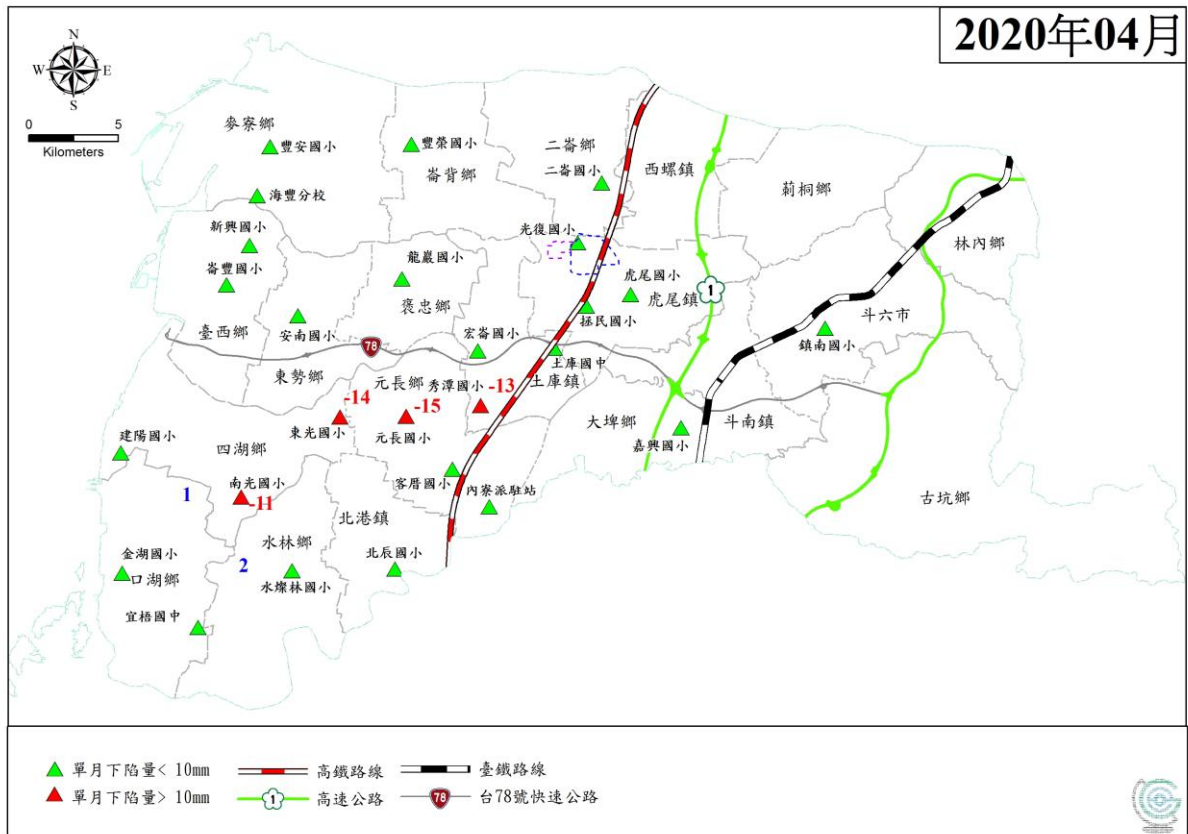 2020年04月
N
W
E
S
0
5
Kilometers
麥寮鄉
豐安國小
豐榮國小
崙背鄉
二崙鄉
二崙國小
西螺鎮
莿桐鄉
海豐分校
新興國小
崙豐國小
光復國小
林內鄉
龍巖國小
褒忠鄉
虎尾國小
虎尾鎮
1
拯民國小
斗六市
鎮南國小
臺西鄉
安南國小
78
宏崙國小
土庫國中
土庫鎮
東勢鄉
元長鄉
秀潭國小
-13
-14
-15
東光國小
元長國小
大埤鄉
斗南鎮
嘉興國小
建陽國小
四湖鄉
南光國小
-11
1
客厝國小
內寮派駐站
古坑鄉
北港鎮
水林鄉
2
北辰國小
金湖國小
口湖鄉
水燦林國小
宜梧國中
單月下陷量< 10mm
高鐵路線
臺鐵路線
單月下陷量> 10mm
1
高速公路
78
台78號快速公路